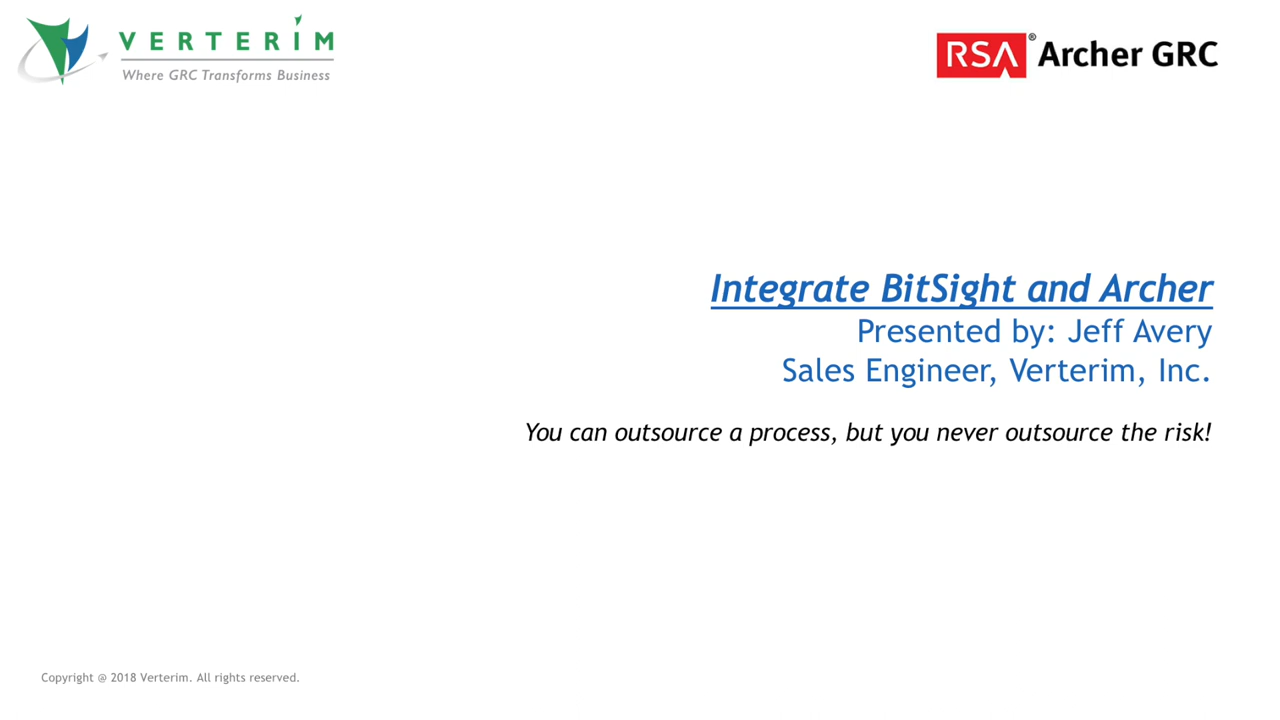 VERTERIM
Where GRC Transforms Business
RSA® Archer GRC
Integrate BitSight and Archer
Presented by: Jeff Avery
Sales Engineer, Verterim, Inc.
You can outsource a process, but you never outsource the risk!
Copyright @ 2018 Verterim. All rights reserved.